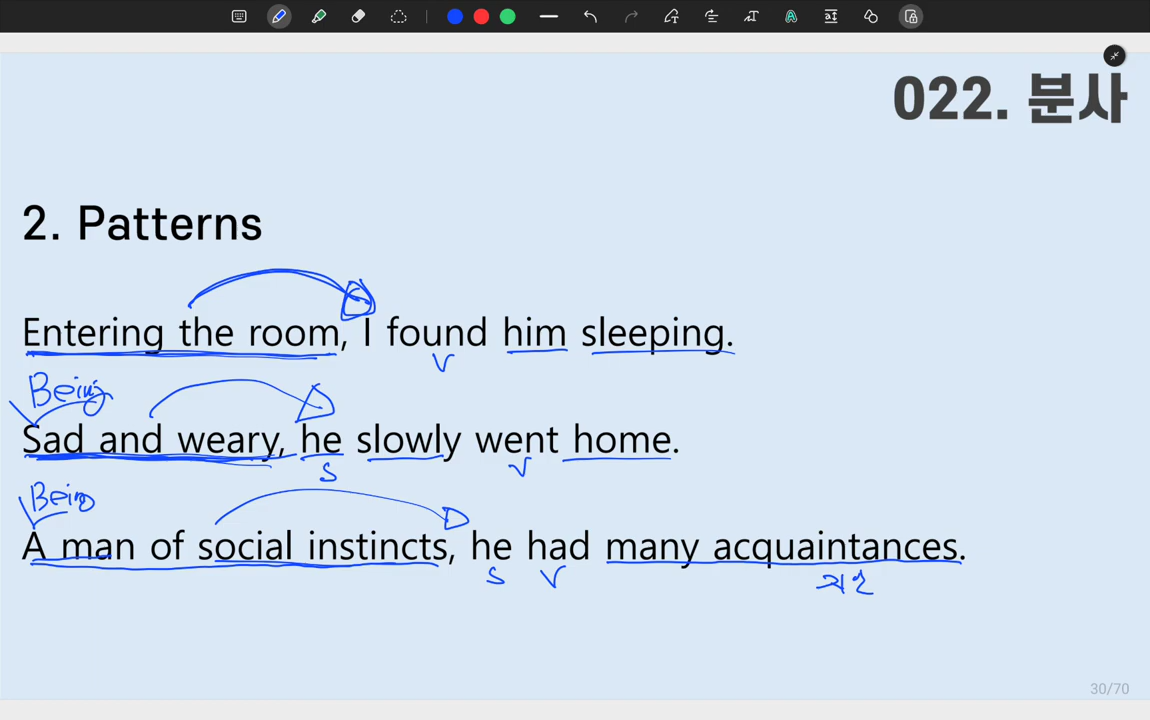 022. 분사
2. Patterns
Entering the room, I found him sleeping.
V
Being
Sad and weary, he slowly went home.
S V
Being
A man of social instincts, he had many acquaintances.
S V 지인
30/70